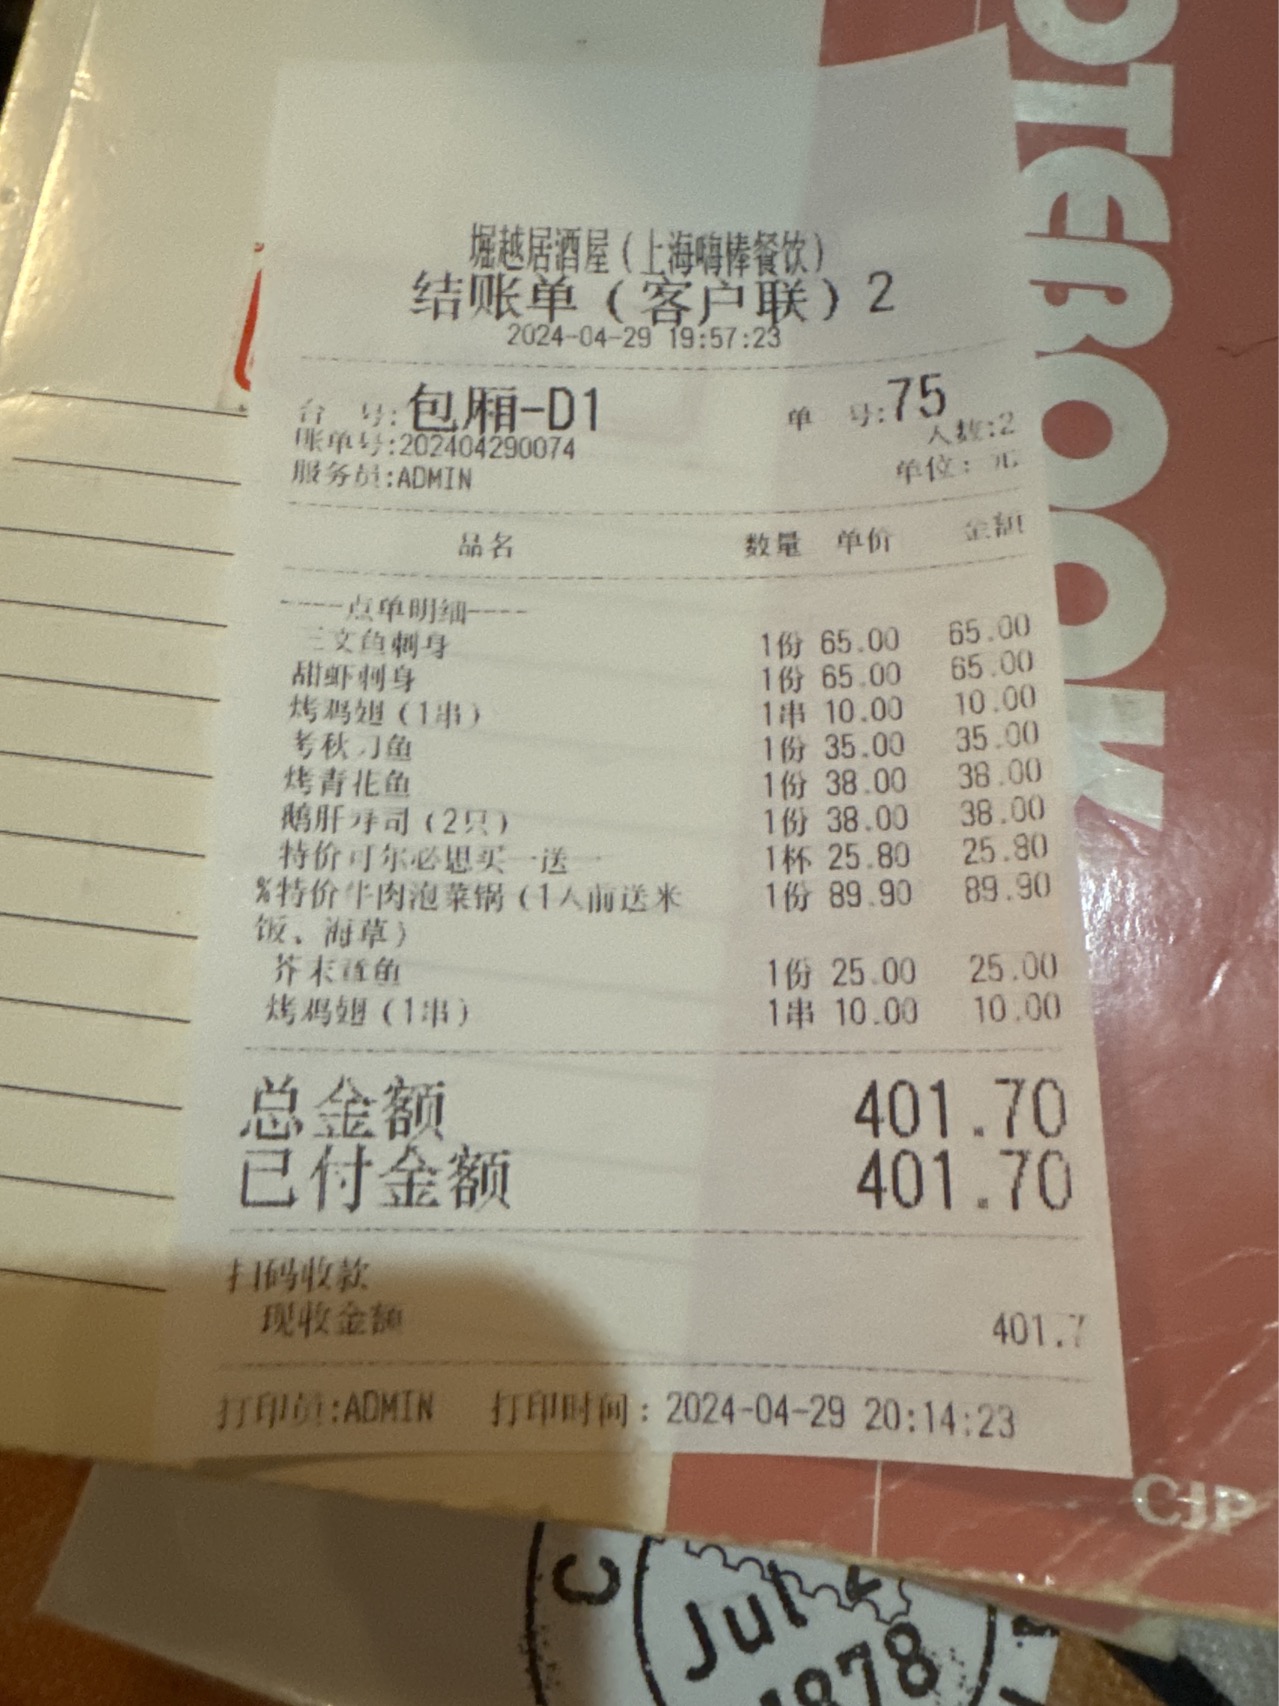 堀越居酒屋（上海嗨棒餐饮）
结账单（客户联）2
2024-04-29 19:57:23
台 号:包厢-D1 单 号:75
账单号:202404290074 人数:2
服务员:ADMIN 单位: 元
品名 数量 单价 金额
----点单明细----
三文鱼刺身 1份 65.00 65.00
甜虾刺身 1份 65.00 65.00
烤鸡翅（1串） 1串 10.00 10.00
烤秋刀鱼 1份 35.00 35.00
烤青花鱼 1份 38.00 38.00
鹅肝寿司（2只） 1份 38.00 38.00
特价可尔必思买一送一 1杯 25.80 25.80
%特价牛肉泡菜锅（1人前送米 1份 89.90 89.90
饭、海草）
芥末章鱼 1份 25.00 25.00
烤鸡翅（1串） 1串 10.00 10.00
总金额 401.70
已付金额 401.70
扫码收款
现收金额 401.7
打印员:ADMIN 打印时间: 2024-04-29 20:14:23
OTEBOOK
CJP
C
Jul
1878